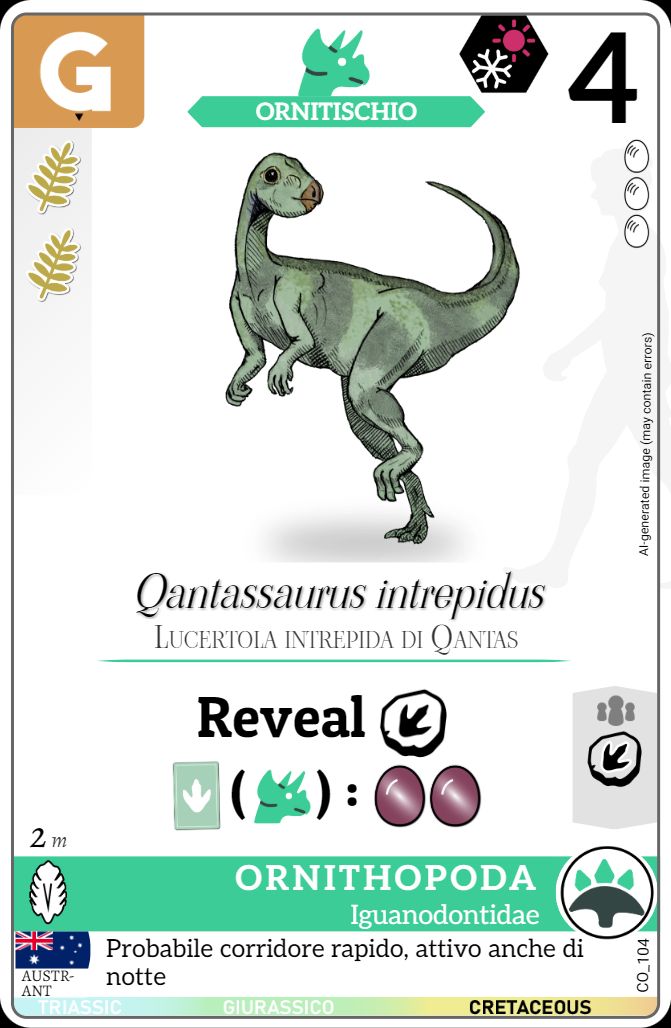 G
4
ORNITISCHIO
AI-generated image (may contain errors)
Qantassaurus intrepidus
LUCERTOLA INTREPIDA DI QANTAS
Reveal
( ) :
2 m
ORNITHOPODA
Iguanodontidae
Probabile corridore rapido, attivo anche di
notte
AUSTR-
ANT
CO_104
TRIASSIC GIURASSICO CRETACEOUS